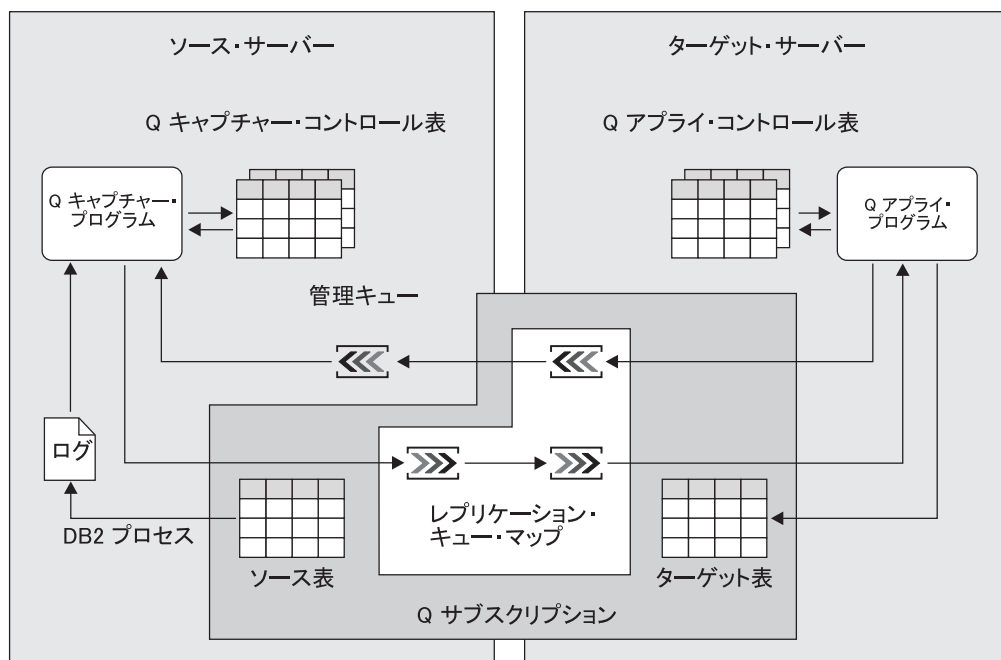 ソース・サーバー
ターゲット・サーバー
Q キャプチャー・コントロール表
Q アプライ・コントロール表
Q キャプチャー・
プログラム
Q アプライ・
プログラム
管理キュー
ログ
DB2 プロセス
ソース表
レプリケーション・
キュー・マップ
ターゲット表
Q サブスクリプション